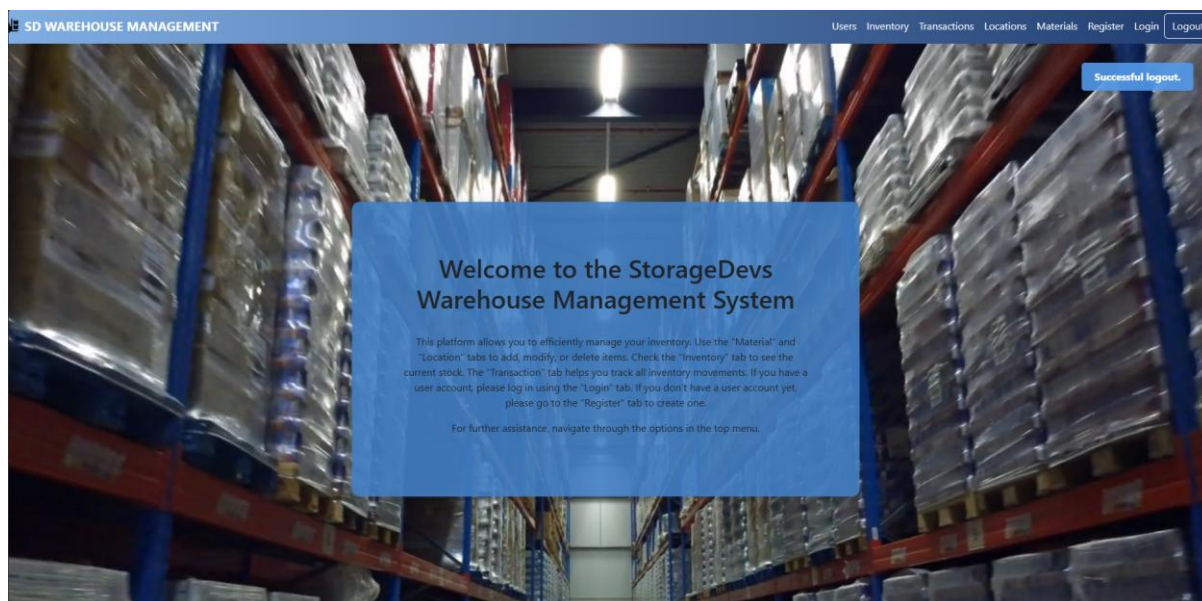 SD WAREHOUSE MANAGEMENT
Users Inventory Transactions Locations Materials Register Login Logout
Successful logout.
Welcome to the StorageDevs
Warehouse Management System
This platform allows you to efficiently manage your inventory. Use the "Material" and
"Location" tabs to add, modify, or delete items. Check the "Inventory" tab to see the
current stock. The "Transaction" tab helps you track all inventory movements. If you have a
user account, please log in using the "Login" tab. If you don't have a user account yet,
please go to the "Register" tab to create one.
For further assistance, navigate through the options in the top menu.